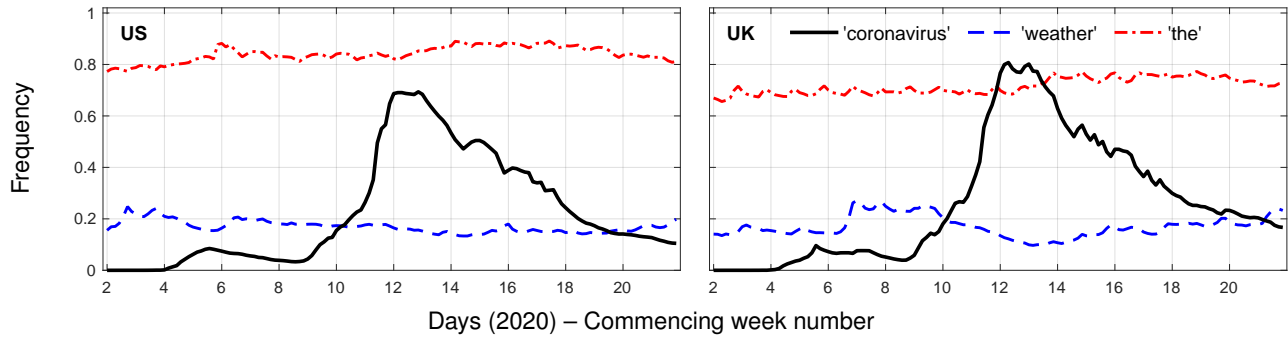 US
UK
'coronavirus'
'weather'
'the'
Frequency
1
0.8
0.6
0.4
0.2
0
2 4 6 8 10 12 14 16 18 20
2 4 6 8 10 12 14 16 18 20
Days (2020) – Commencing week number